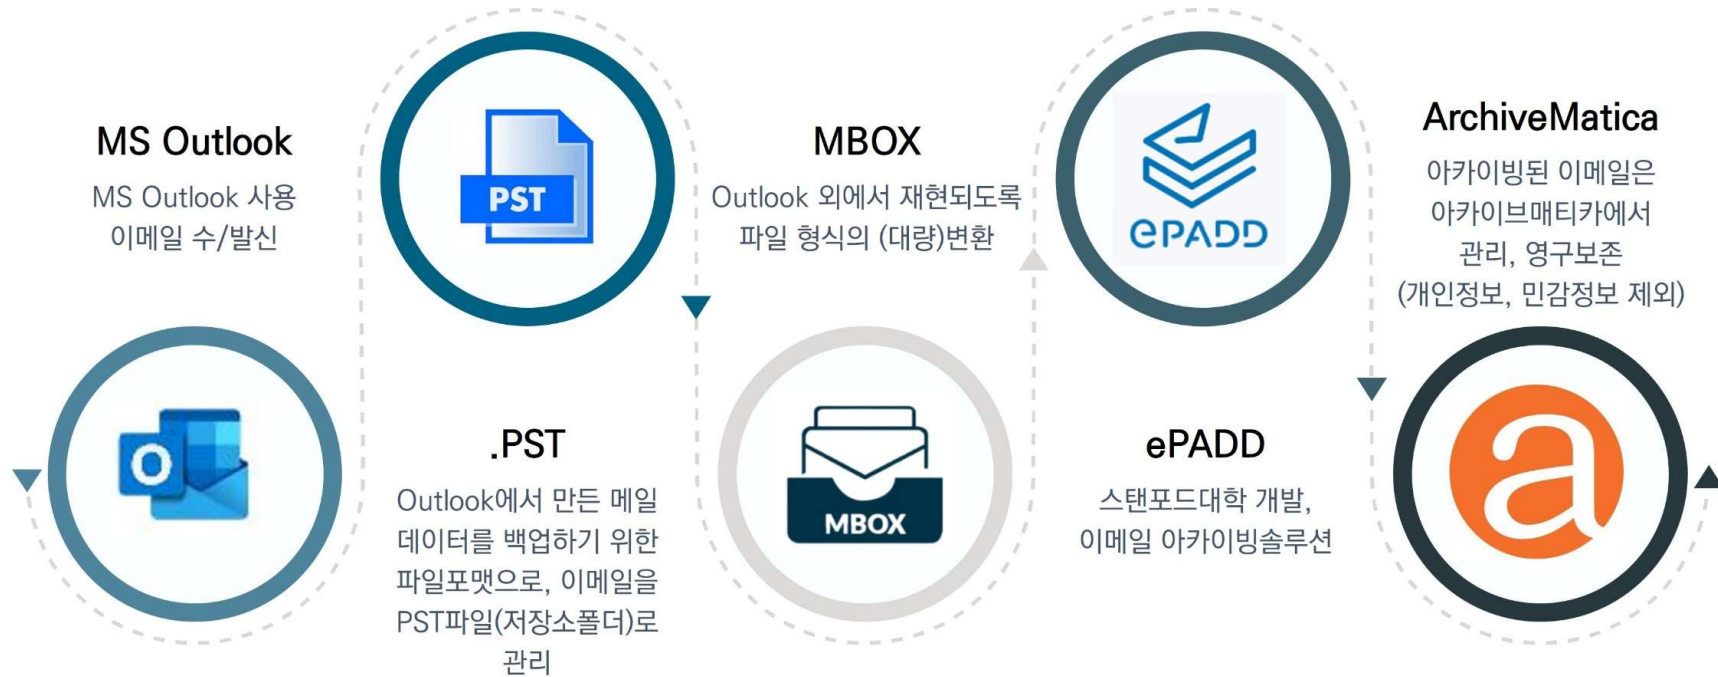 MS Outlook
MS Outlook 사용
이메일 수/발신
O
PST
.PST
Outlook에서 만든 메일
데이터를 백업하기 위한
파일포맷으로, 이메일을
PST파일(저장소폴더)로
관리
MBOX
Outlook 외에서 재현되도록
파일 형식의 (대량)변환
MBOX
ePADD
ePADD
스탠포드대학 개발,
이메일 아카이빙솔루션
ArchiveMatica
아카이빙된 이메일은
아카이브매티카에서
관리, 영구보존
(개인정보, 민감정보 제외)
a